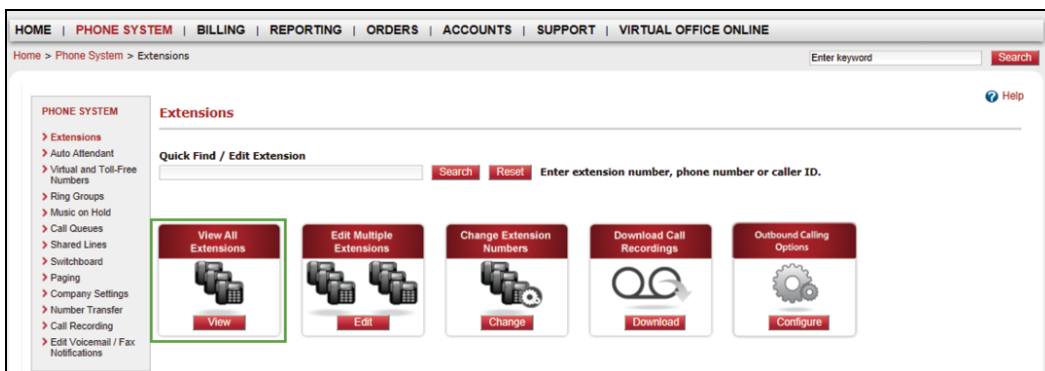 HOME | PHONE SYSTEM | BILLING | REPORTING | ORDERS | ACCOUNTS | SUPPORT | VIRTUAL OFFICE ONLINE
Home > Phone System > Extensions
Enter keyword
Search
Help
PHONE SYSTEM
Extensions
Auto Attendant
Virtual and Toll-Free
Numbers
Ring Groups
Music on Hold
Call Queues
Shared Lines
Switchboard
Paging
Company Settings
Number Transfer
Call Recording
Edit Voicemail / Fax
Notifications
Extensions
Quick Find / Edit Extension
Search
Reset
Enter extension number, phone number or caller ID.
View All
Extensions
View
Edit Multiple
Extensions
Edit
Change Extension
Numbers
Change
Download Call
Recordings
Download
Outbound Calling
Options
Configure